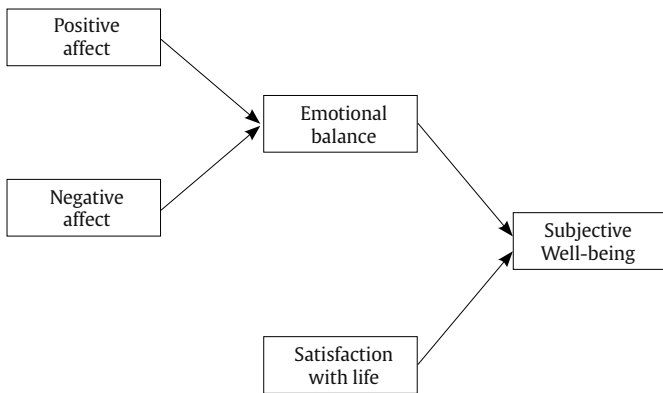 Positive
affect
Emotional
balance
Negative
affect
Subjective
Well-being
Satisfaction
with life